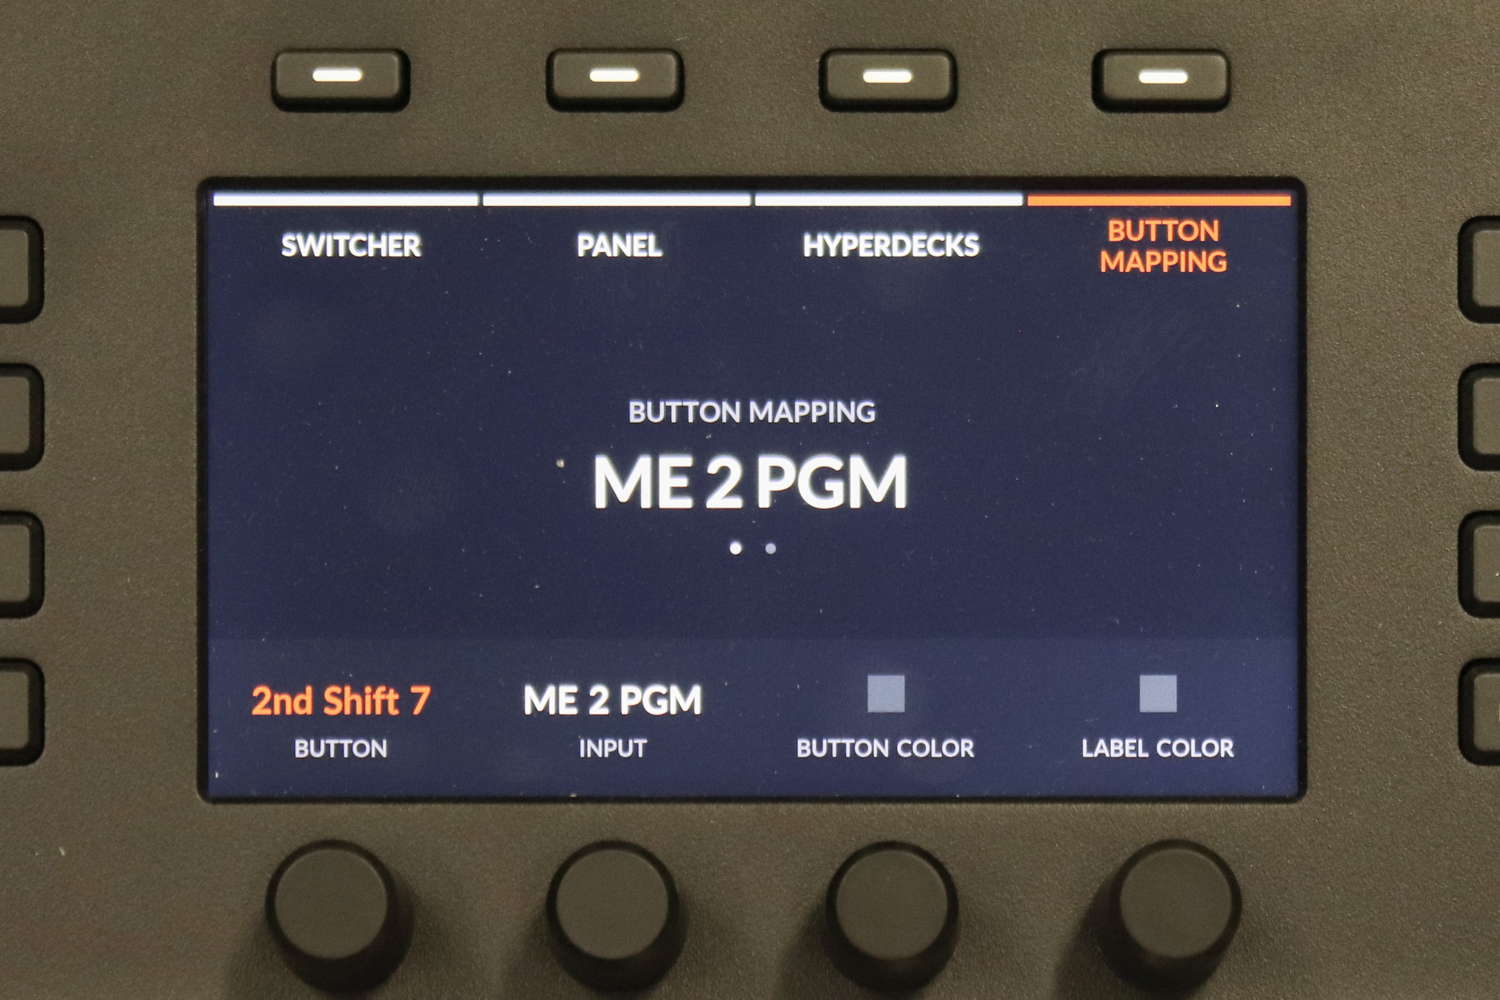 SWITCHER PANEL HYPERDECKS BUTTON MAPPING
BUTTON MAPPING
ME 2 PGM
2nd Shift 7 ME 2 PGM
BUTTON INPUT BUTTON COLOR LABEL COLOR